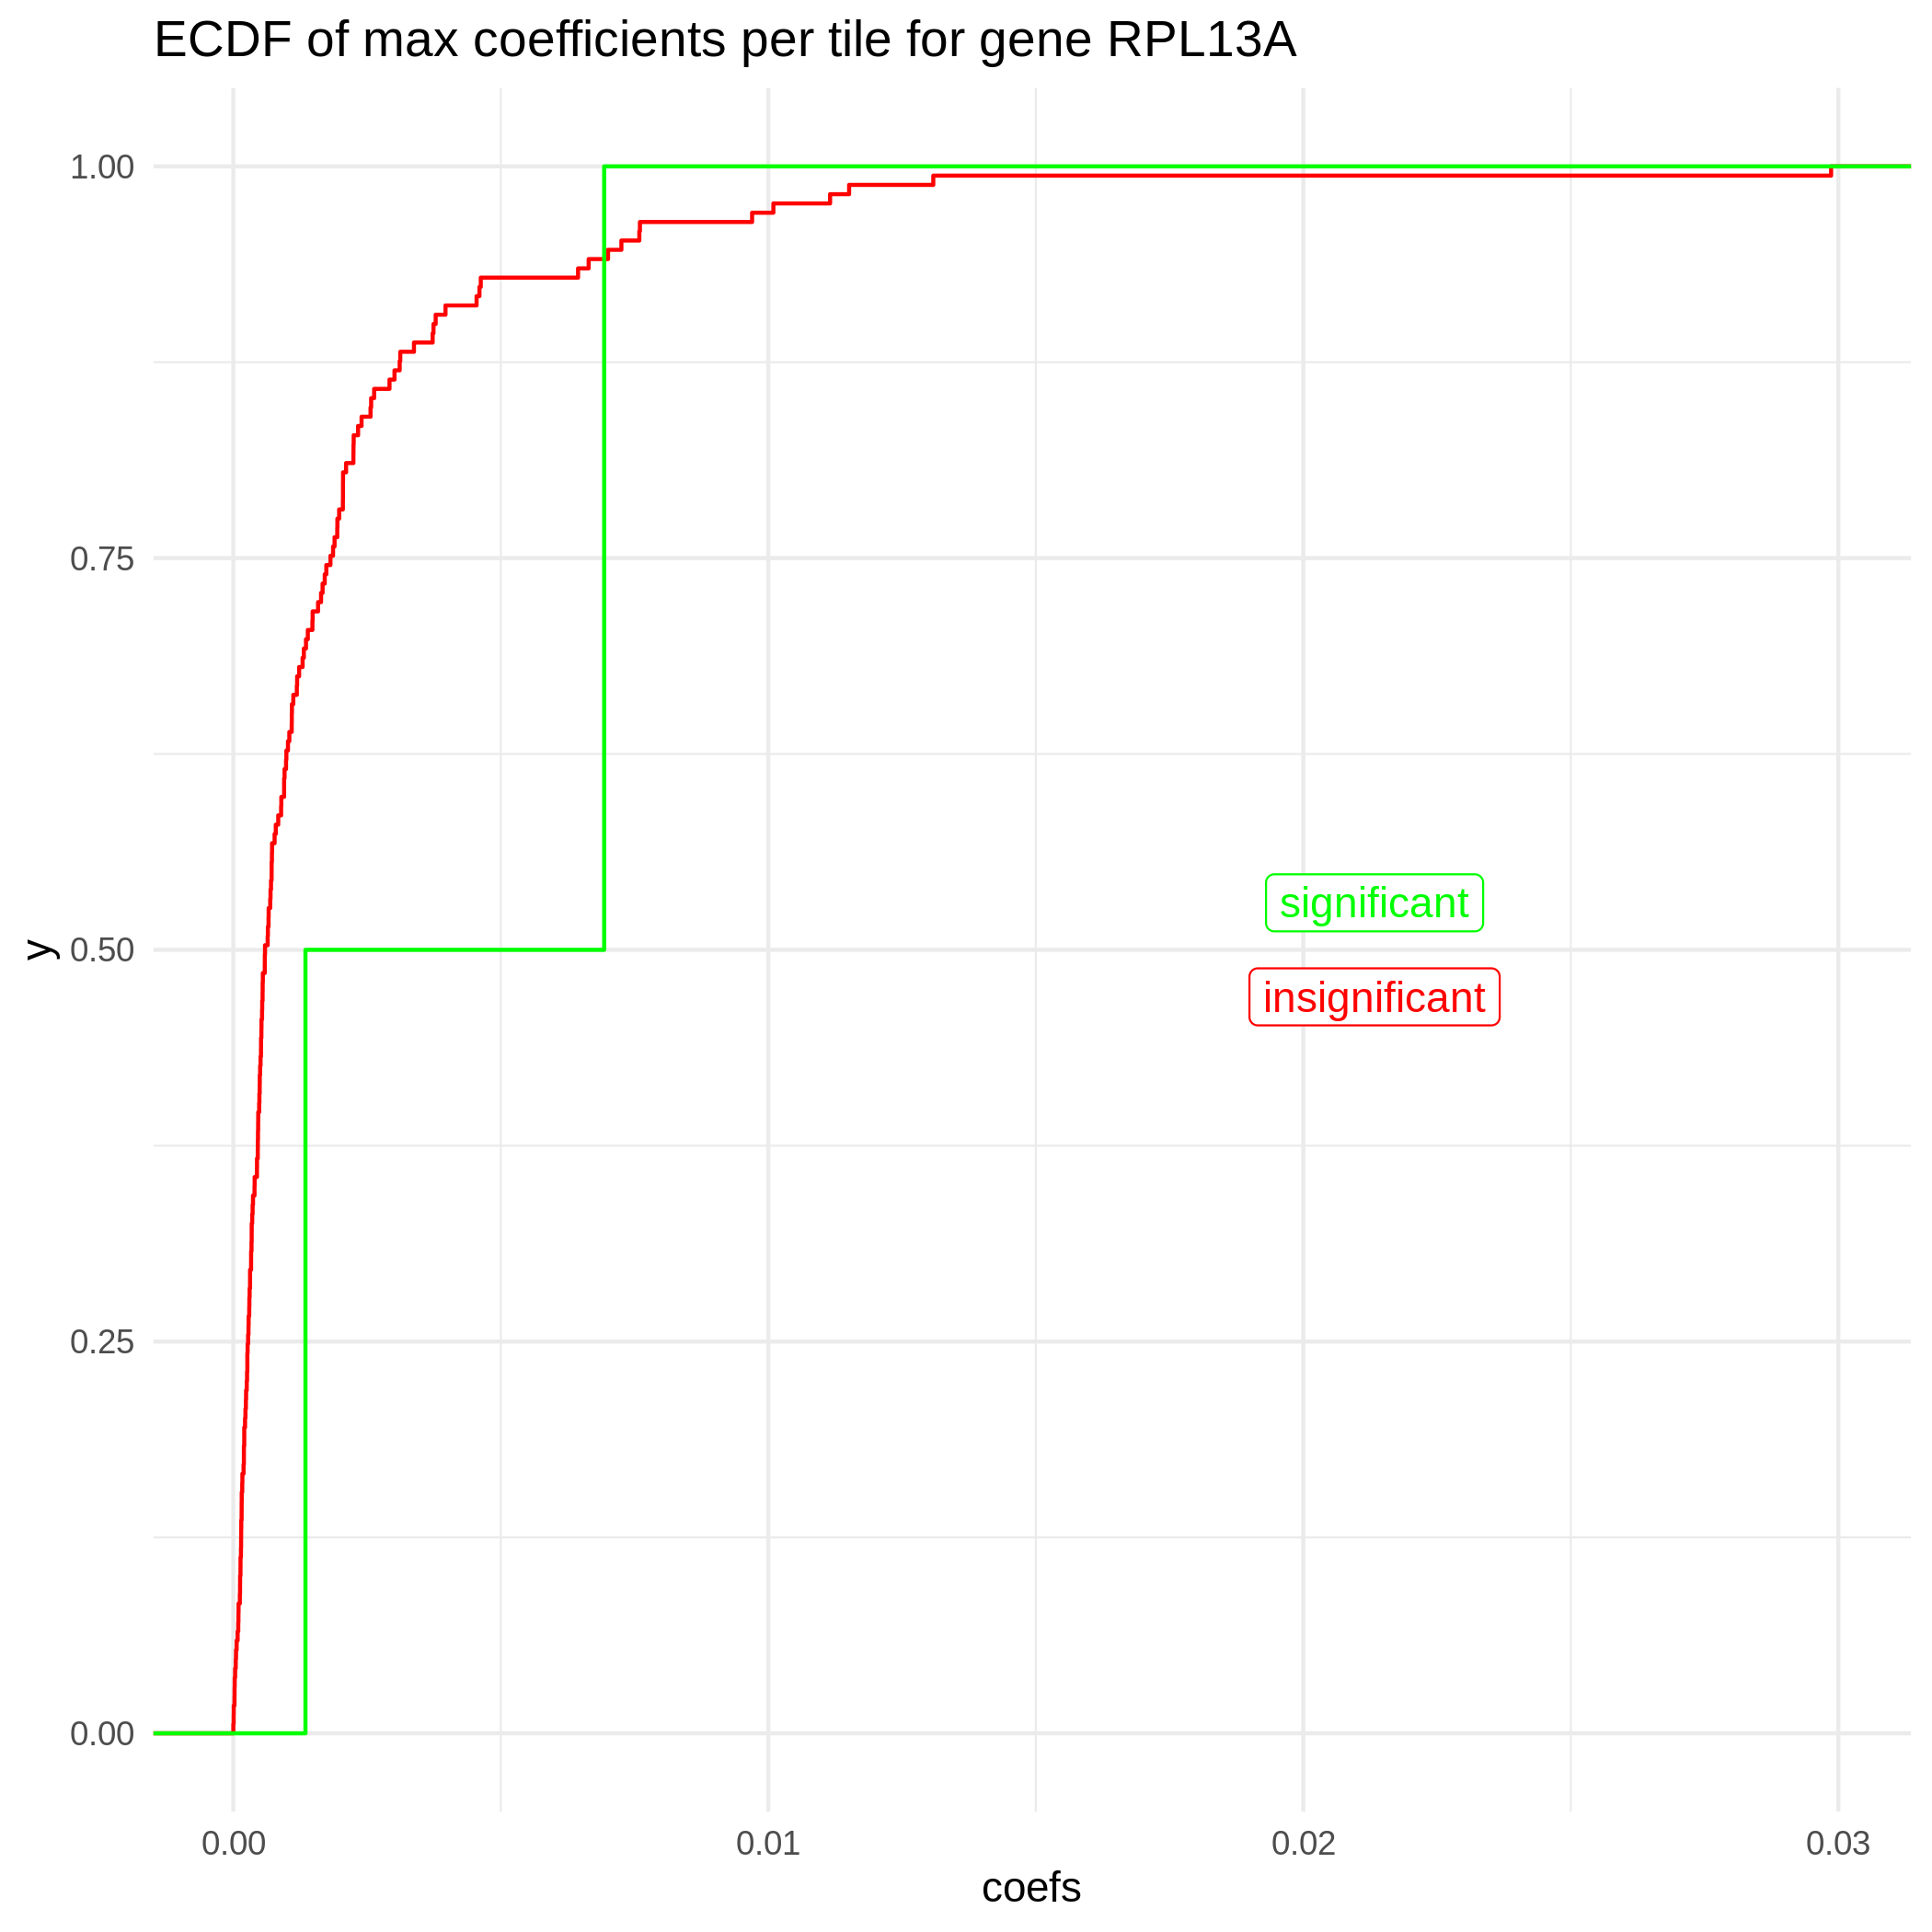 ECDF of max coefficients per tile for gene RPL13A
1.00
0.75
0.50
0.25
0.00
y
significant
insignificant
0.00 0.01 0.02 0.03
coefs